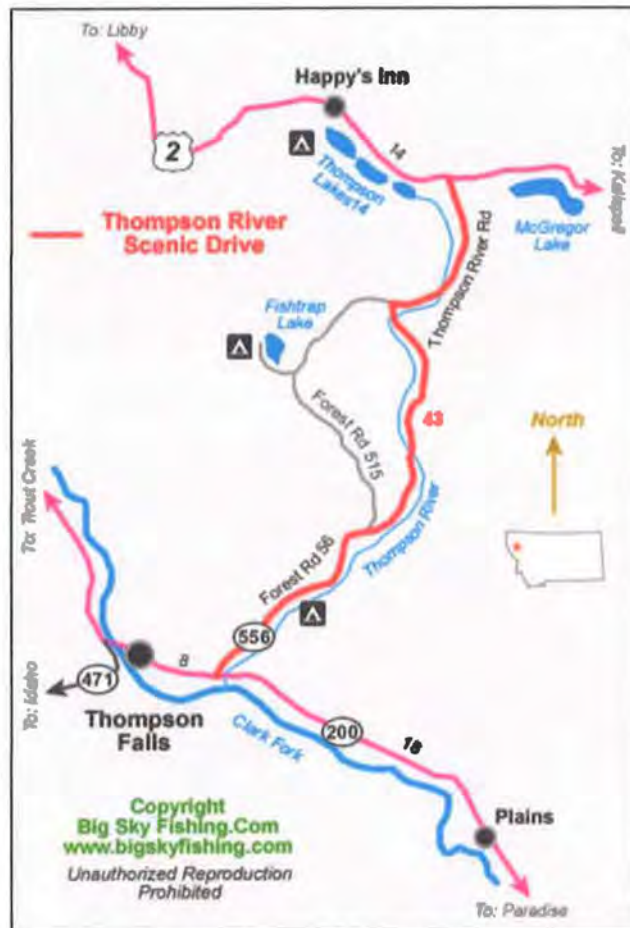 To: Libby
Happy's Inn
2
14
Thompson
Lakes14
To: Kalispell
McGregor
Lake
Thompson River
Scenic Drive
Thompson River Rd
Fishtrap
Lake
Forest Rd 515
43
North
To: Trout Creek
Thompson River
Forest Rd 56
556
8
471
To: Idaho
Thompson
Falls
200
18
Clark Fork
Plains
Copyright
Big Sky Fishing.Com
www.bigskyfishing.com
Unauthorized Reproduction
Prohibited
To: Paradise